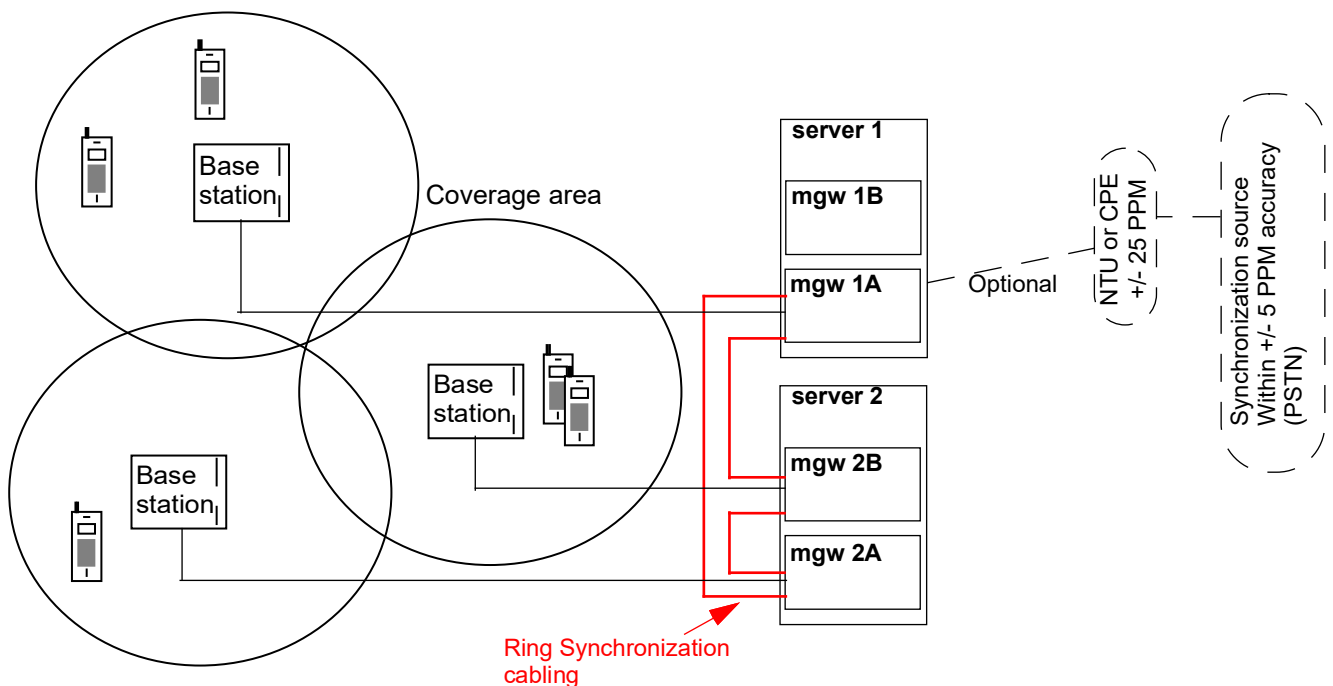 Base
station
Coverage area
Base
station
Base
station
server 1
mgw 1B
mgw 1A
server 2
mgw 2B
mgw 2A
Optional
NTU or CPE
+/- 25 PPM
Synchronization source
Within +/- 5 PPM accuracy
(PSTN)
Ring Synchronization
cabling